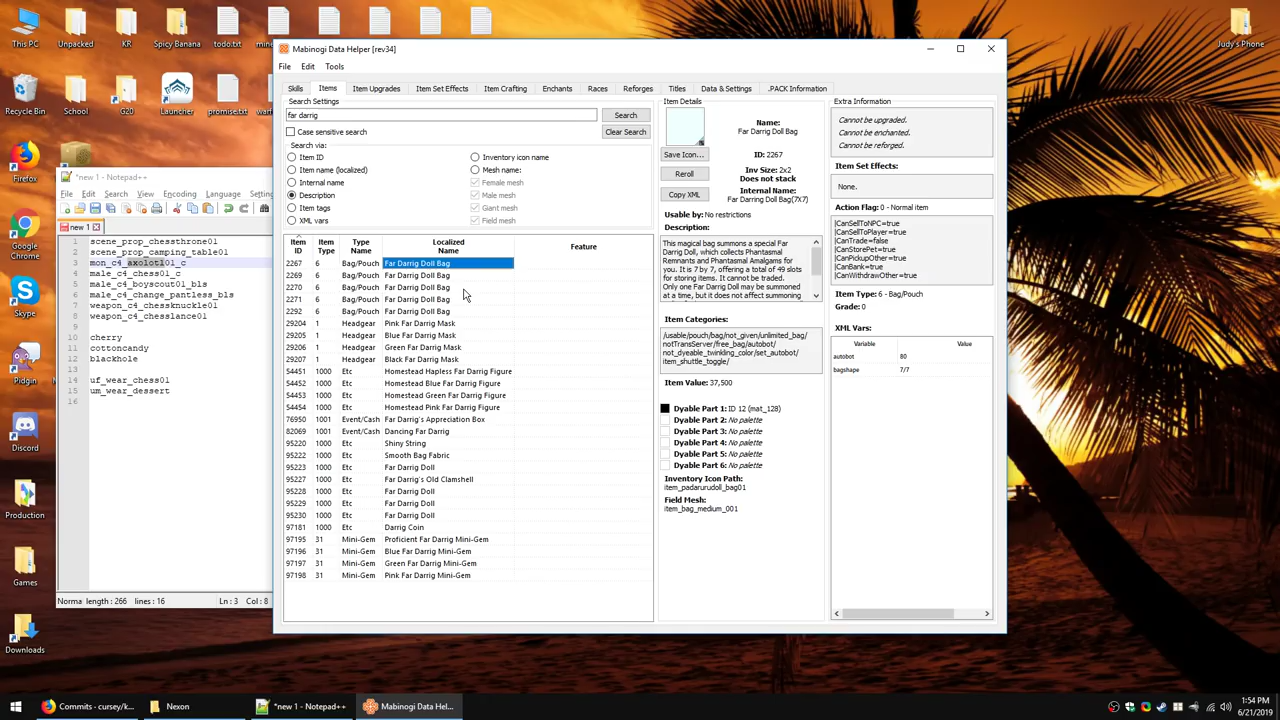 This PC
Unpacked
KR
Spicy Banana
todo.txt
Judy's Phone
Recycle Bin
School
G20
Launcher
promise.txt
Firefox
Google Chrome
Skype
Pidgin
Discord
Production
Games
Downloads
*new 1 - Notepad++
File Edit Search View Encoding Language
new 1
1 scene_prop_chessthrone01
2 scene_prop_camping_table01
3 mon_c4_axolotl01_c
4 male_c4_chess01_c
5 male_c4_boyscout01_bls
6 male_c4_change_pantless_bls
7 weapon_c4_chessknuckle01
8 weapon_c4_chesslance01
9
10 cherry
11 cottoncandy
12 blackhole
13
14 uf_wear_chess01
15 um_wear_dessert
16
Norma length : 266 lines : 16 Ln : 3 Col : 8
Mabinogi Data Helper [rev34]
File Edit Tools
Skills Items Item Upgrades Item Set Effects Item Crafting Enchants Races Reforges Titles Data & Settings .PACK Information
Search Settings
far darrig
Search
Case sensitive search
Clear Search
Search via:
Item ID
Item name (localized)
Internal name
Description
Item tags
XML vars
Inventory icon name
Mesh name:
Female mesh
Male mesh
Giant mesh
Field mesh
Item ID Item Type Type Name Localized Name Feature
2267 6 Bag/Pouch Far Darrig Doll Bag
2269 6 Bag/Pouch Far Darrig Doll Bag
2270 6 Bag/Pouch Far Darrig Doll Bag
2271 6 Bag/Pouch Far Darrig Doll Bag
2292 6 Bag/Pouch Far Darrig Doll Bag
29204 1 Headgear Pink Far Darrig Mask
29205 1 Headgear Blue Far Darrig Mask
29206 1 Headgear Green Far Darrig Mask
29207 1 Headgear Black Far Darrig Mask
54451 1000 Etc Homestead Hapless Far Darrig Figure
54452 1000 Etc Homestead Blue Far Darrig Figure
54453 1000 Etc Homestead Green Far Darrig Figure
54454 1000 Etc Homestead Pink Far Darrig Figure
76950 1001 Event/Cash Far Darrig's Appreciation Box
82069 1001 Event/Cash Dancing Far Darrig
95220 1000 Etc Shiny String
95222 1000 Etc Smooth Bag Fabric
95223 1000 Etc Far Darrig Doll
95227 1000 Etc Far Darrig's Old Clamshell
95228 1000 Etc Far Darrig Doll
95229 1000 Etc Far Darrig Doll
95230 1000 Etc Far Darrig Doll
97181 1000 Etc Darrig Coin
97195 31 Mini-Gem Proficient Far Darrig Mini-Gem
97196 31 Mini-Gem Blue Far Darrig Mini-Gem
97197 31 Mini-Gem Green Far Darrig Mini-Gem
97198 31 Mini-Gem Pink Far Darrig Mini-Gem
Item Details
Save Icon...
Reroll
Copy XML
Name:
Far Darrig Doll Bag
ID: 2267
Inv Size: 2x2
Does not stack
Internal Name:
Far Darrig Doll Bag(7X7)
Usable by: No restrictions
Description:
This magical bag summons a special Far
Darrig Doll, which collects Phantasmal
Remnants and Phantasmal Amalgams for
you. It is 7 by 7, offering a total of 49 slots
for storing items. It cannot be traded.
Only one Far Darrig Doll may be summoned
at a time, but it does not affect summoning
Item Categories:
/usable/pouch/bag/not_given/unlimited_bag/
notTransServer/free_bag/autobot/
not_dyeable_twinkling_color/set_autobot/
item_shuttle_toggle/
Item Value: 37,500
Dyable Part 1: ID 12 (mat_128)
Dyable Part 2: No palette
Dyable Part 3: No palette
Dyable Part 4: No palette
Dyable Part 5: No palette
Dyable Part 6: No palette
Inventory Icon Path:
item_padarurudoll_bag01
Field Mesh:
item_bag_medium_001
Extra Information
Cannot be upgraded.
Cannot be enchanted.
Cannot be reforged.
Item Set Effects:
None.
Action Flag: 0 - Normal item
|CanSellToNPC=true
|CanSellToPlayer=true
|CanTrade=false
|CanStorePet=true
|CanPickupOther=true
|CanBank=true
|CanWithdrawOther=true
Item Type: 6 - Bag/Pouch
Grade: 0
XML Vars:
Variable Value
autobot 80
bagshape 7/7
Commits - cursey/k...
Nexon
*new 1 - Notepad++
Mabinogi Data Hel...
1:54 PM
6/21/2019